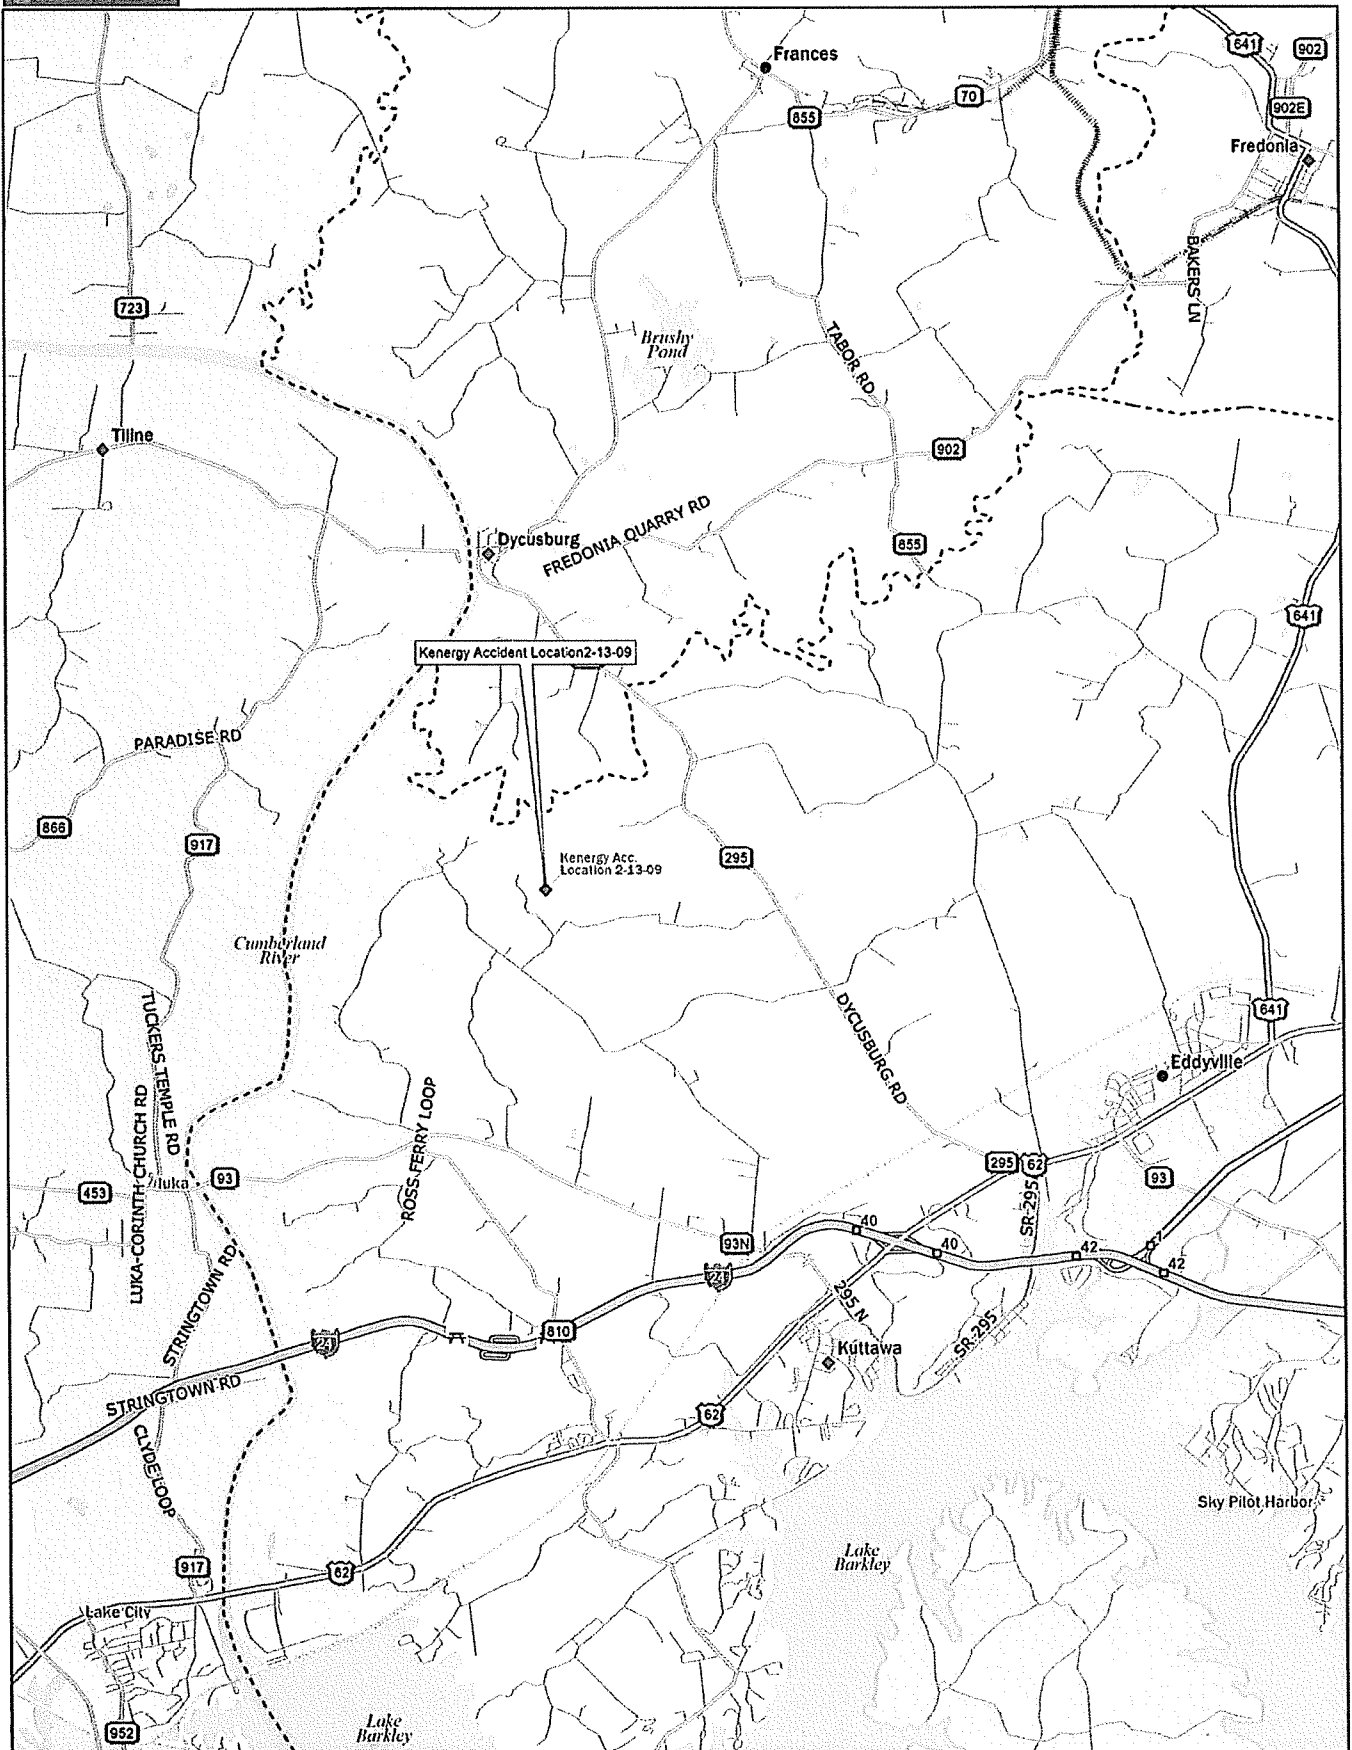 641
902
Frances
70
902E
855
Fredonia
BAKERS LN
723
Brushy
Pond
TABOR RD
Tiline
902
FREDONIA QUARRY RD
Dycusburg
855
641
Kenergy Accident Location2-13-09
PARADISE RD
866
917
295
Kenergy Acc.
Location 2-13-09
Cumberland
River
TUCKERS TEMPLE RD
DYCUSBURG RD
641
Eddyville
LUKA-CORINTH CHURCH RD
ROSS FERRY LOOP
295
62
93
Iuka
93
453
SR-295
40
93N
40
42
7
42
24
295 N
810
24
STRINGTOWN RD
SR-295
Kuttawa
STRINGTOWN RD
62
CLYDE LOOP
Sky Pilot Harbor
Lake
Barkley
917
62
Lake City
Lake
Barkley
952